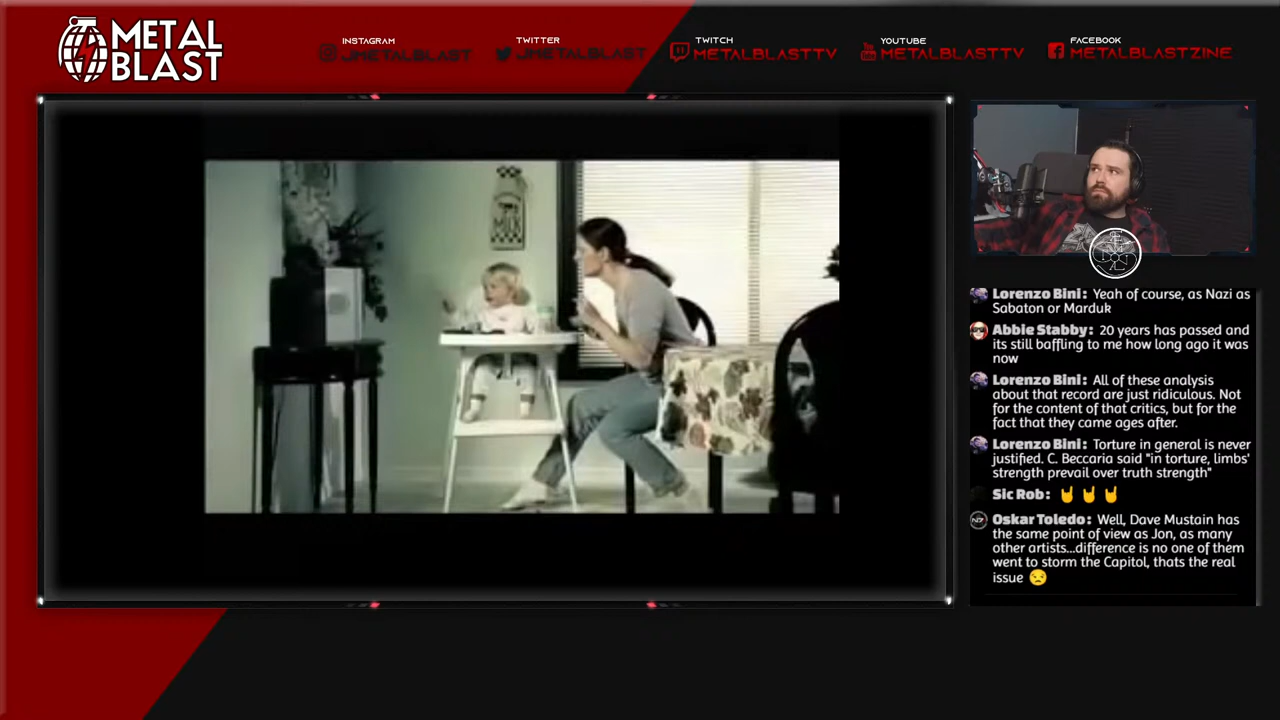 METAL
BLAST
INSTAGRAM
JMETALBLAST
TWITTER
JMETALBLAST
TWITCH
METALBLASTTV
YOUTUBE
METALBLASTTV
FACEBOOK
METALBLASTZINE
MILK
Lorenzo Bini: Yeah of course, as Nazi as
Sabaton or Marduk
Abbie Stabby: 20 years has passed and
its still baffling to me how long ago it was
now
Lorenzo Bini: All of these analysis
about that record are just ridiculous. Not
for the content of that critics, but for the
fact that they came ages after.
Lorenzo Bini: Torture in general is never
justified. C. Beccaria said "in torture, limbs'
strength prevail over truth strength"
Sic Rob: 🤘 🤘 🤘
Oskar Toledo: Well, Dave Mustain has
the same point of view as Jon, as many
other artists...difference is no one of them
went to storm the Capitol, thats the real
issue 😒